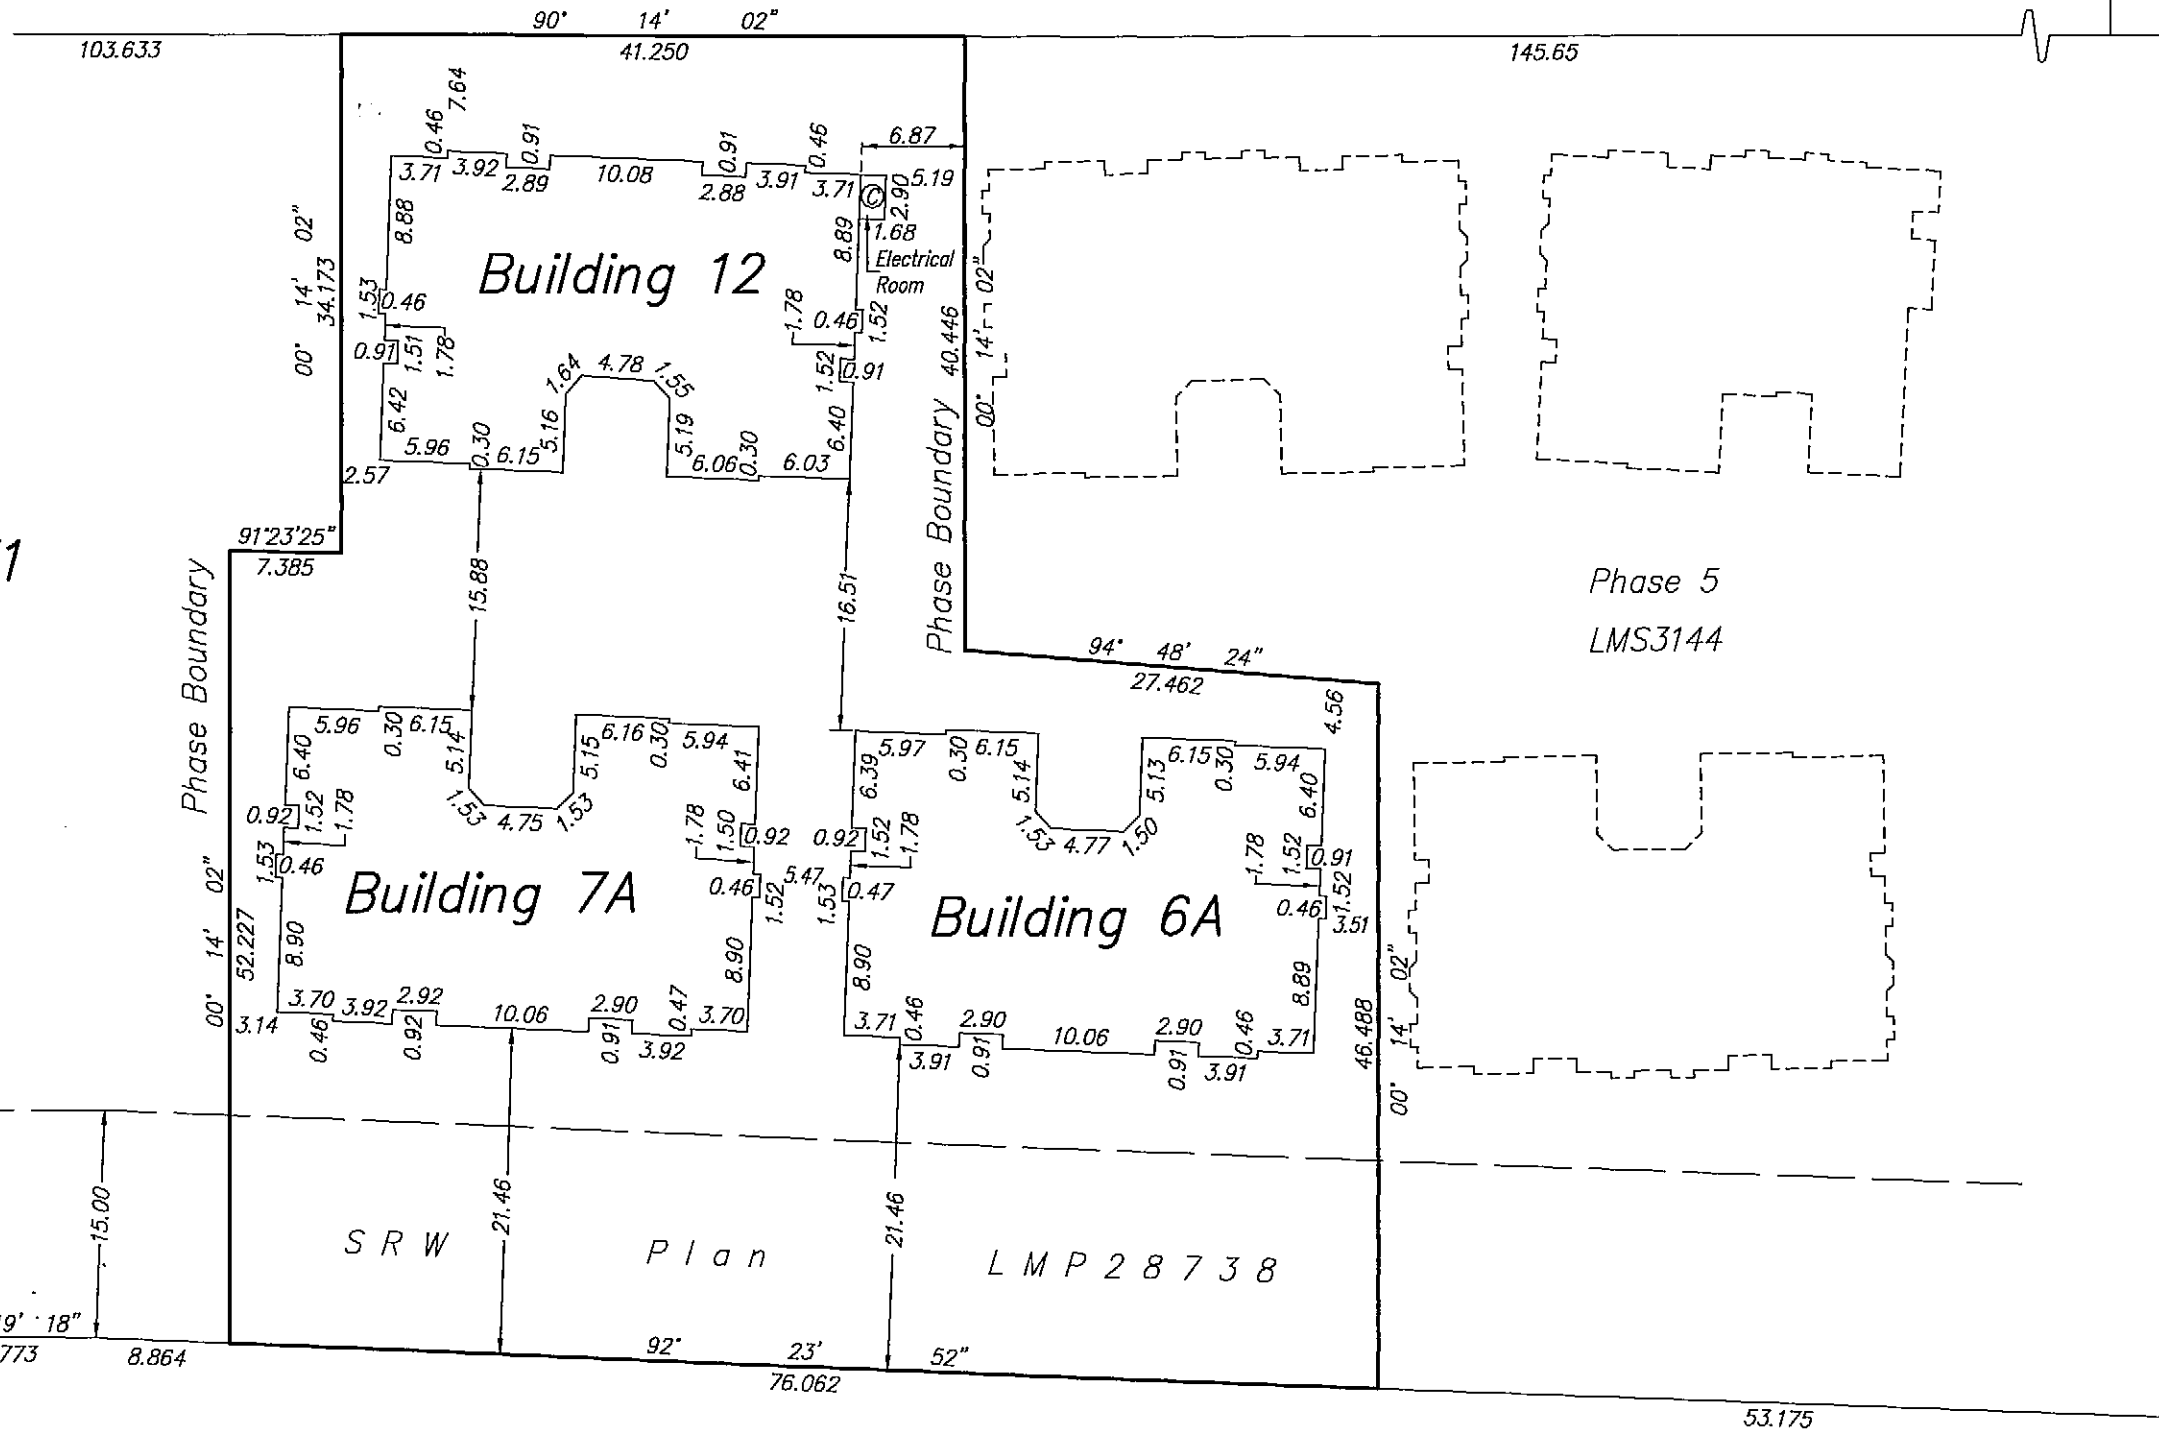 90° 14' 02"
103.633 41.250 145.65
0.46 7.64 0.91 0.91 0.46 6.87
3.71 3.92 2.89 10.08 2.88 3.91 3.71 © 2.90 5.19
8.88 8.89 1.68
Electrical
Room
Building 12
00° 14' 02"
34.173
1.53 0.46 1.78 0.46 1.52
0.91 1.51 1.78 1.52 0.91
00° 14' 02"
Phase Boundary 40.446
6.42 1.64 4.78 1.55 6.40
5.96 0.30 6.15 5.16 5.19 6.06 0.30 6.03
2.57
91°23'25"
7.385
15.88 16.51
Phase 5
LMS3144
Phase Boundary
94° 48' 24"
27.462
4.56
5.96 0.30 6.15 6.16 0.30 5.94
6.40 5.14 5.15 6.41
1.53 4.75 1.53
0.92 1.52 1.78 1.78 1.50 0.92
1.53 0.46 0.46 1.52 5.47
Building 7A
5.97 0.30 6.15 6.15 0.30 5.94
6.39 5.14 5.13 6.40
1.53 4.77 1.50
0.92 1.52 1.78 1.78 1.52 0.91
1.53 0.47 0.46 1.52 3.51
Building 6A
00° 14' 02"
52.227
8.90 8.90 8.90 8.89
00° 14' 02"
46.488
3.14
3.70 3.92 2.92 10.06 2.90 0.47 3.70
0.46 0.92 0.91 3.92
3.71 0.46 2.90 10.06 2.90 0.46 3.71
3.91 0.91 0.91 3.91
15.00 21.46 21.46
SRW Plan LMP28738
9' 18"
773 8.864
92° 23' 52"
76.062
53.175